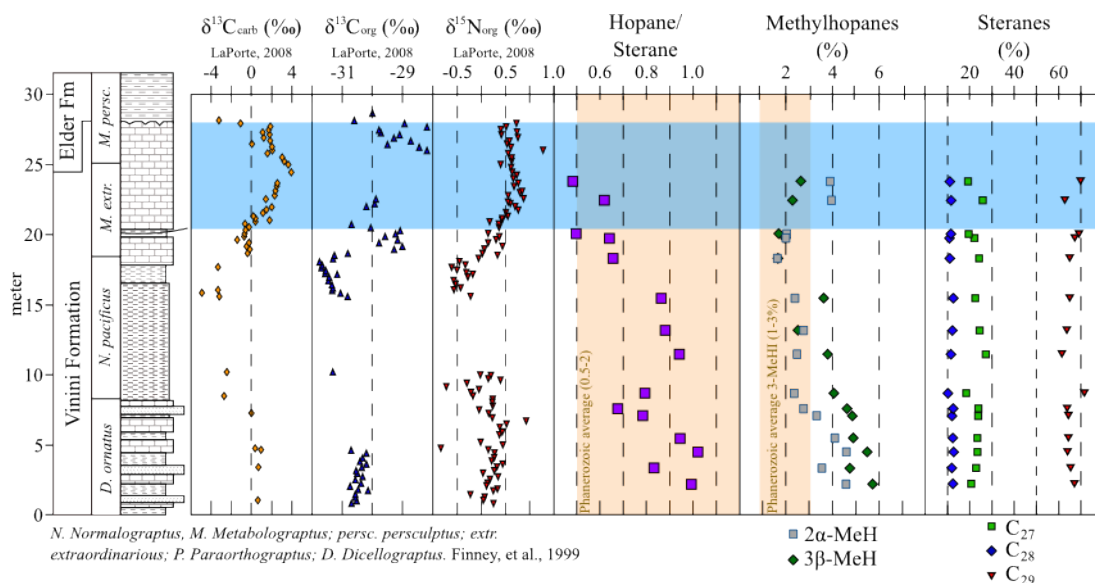 δ13Ccarb (‰)
LaPorte, 2008
-4 0 4
δ13Corg (‰)
LaPorte, 2008
-31 -29
δ15Norg (‰)
LaPorte, 2008
-0.5 0.5 1.0
Hopane/
Sterane
0.6 0.8 1.0
Methylhopanes
(%)
2 4 6
Steranes
(%)
20 40 60
meter
30
25
20
15
10
5
0
Elder Fm
Vinini Formation
M. persc.
M. extr.
N. pacificus
D. ornatus
Phanerozoic average (0.5-2)
Phanerozoic average 3-MeHI (1-3%)
N. Normalograptus, M. Metabolograptus; persc. persculptus; extr.
extraordinarious; P. Paraorthograptus; D. Dicellograptus. Finney, et al., 1999
2α-MeH
3β-MeH
C27
C28
C29